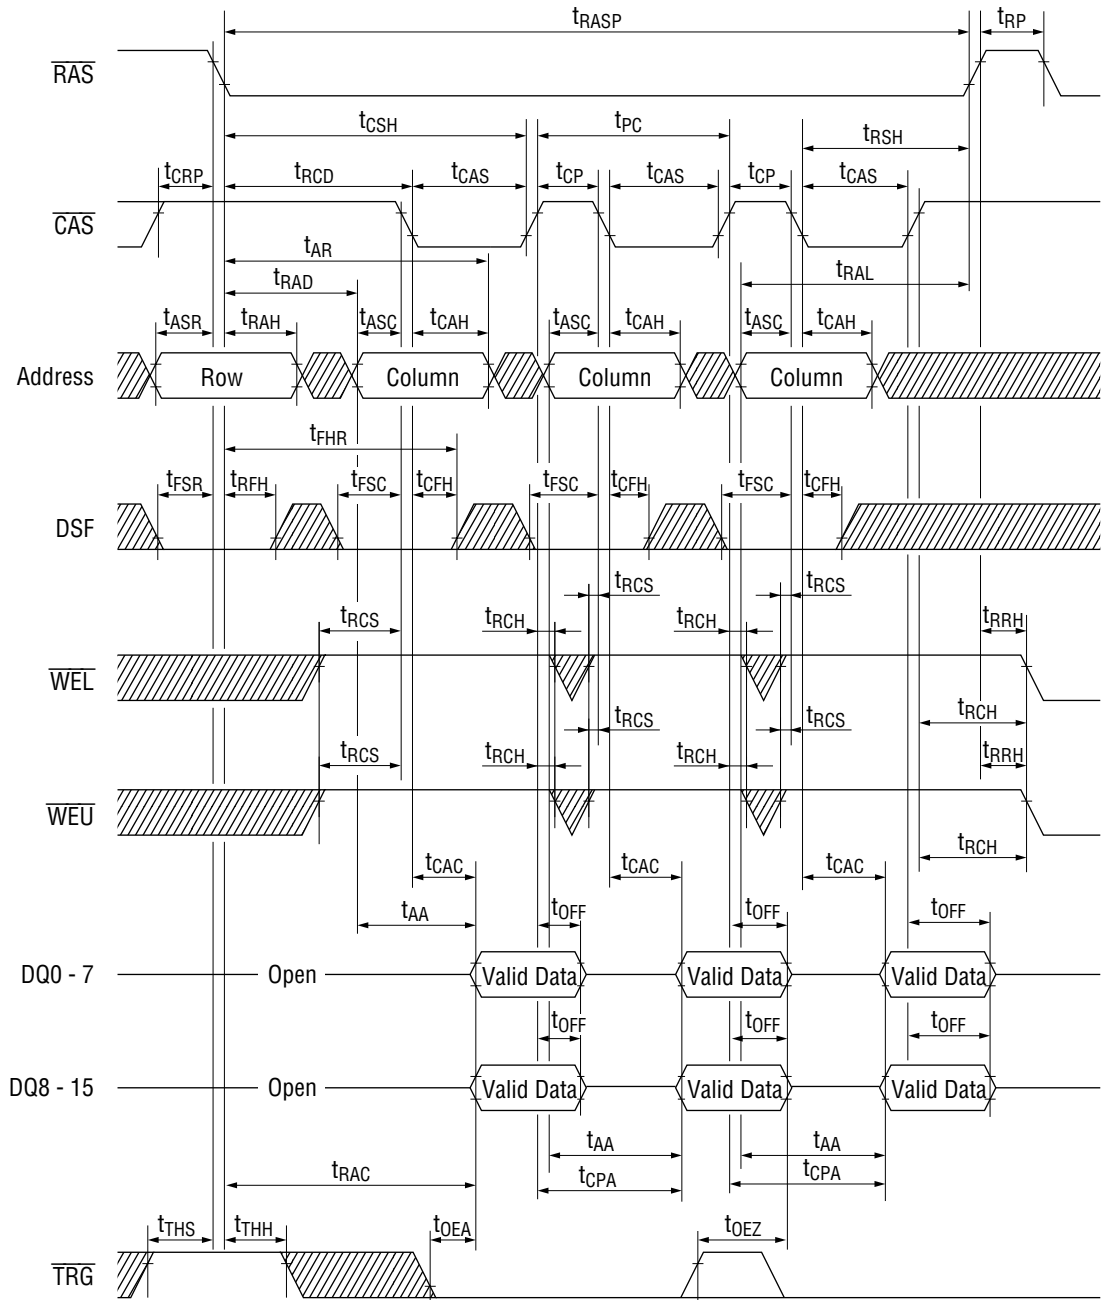 tRASP tRP
RAS
tCSH tPC tRSH
tCRP tRCD tCAS tCP tCAS tCP tCAS
CAS
tAR
tRAD tRAL
tASR tRAH tASC tCAH tASC tCAH tASC tCAH
Address Row Column Column Column
tFHR
tFSR tRFH tFSC tCFH tFSC tCFH tFSC tCFH
DSF
tRCS tRCS
tRCS tRCH tRCH tRRH
WEL
tRCS tRCS tRCH
tRCS tRCH tRCH tRRH
WEU
tRCH
tCAC tCAC tCAC
tAA tOFF tOFF tOFF
DQ0 - 7 Open Valid Data Valid Data Valid Data
tOFF tOFF tOFF
DQ8 - 15 Open Valid Data Valid Data Valid Data
tAA tAA
tRAC tCPA tCPA
tTHS tTHH tOEA tOEZ
TRG